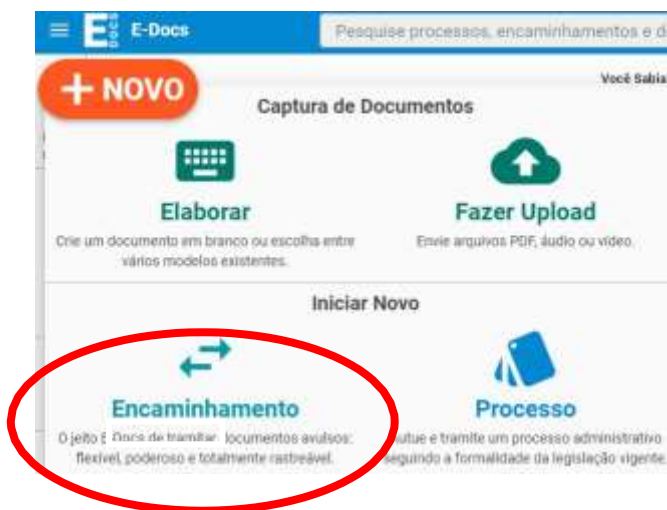 E-Docs
Pesquise processos, encaminhamentos e d
Você Sabia
+ NOVO
Captura de Documentos
Elaborar
Fazer Upload
Crie um documento em branco ou escolha entre
vários modelos existentes.
Envie arquivos PDF, áudio ou vídeo.
Iniciar Novo
Encaminhamento
Processo
O jeito E Docs de tramitar locumentos avulsos:
flexível, poderoso e totalmente rastreável.
utue e tramite um processo administrativo
seguindo a formalidade da legislação vigente.